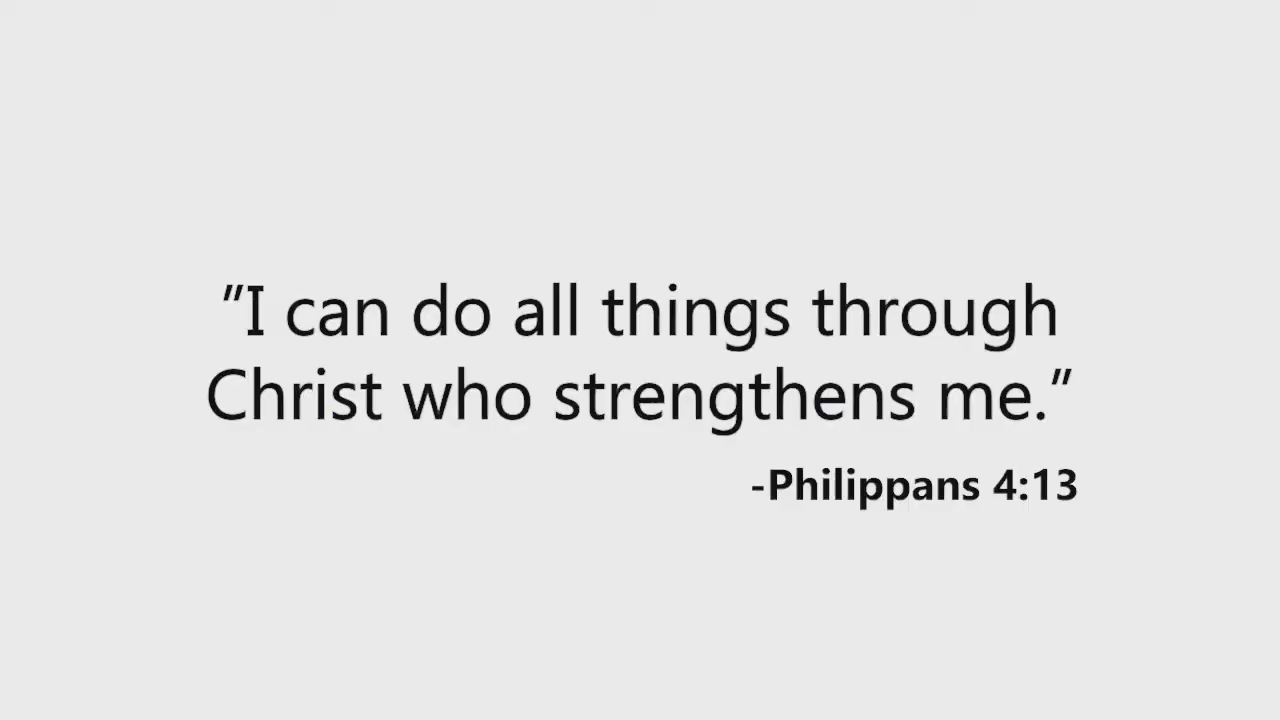 "I can do all things through
Christ who strengthens me."
-Philippans 4:13